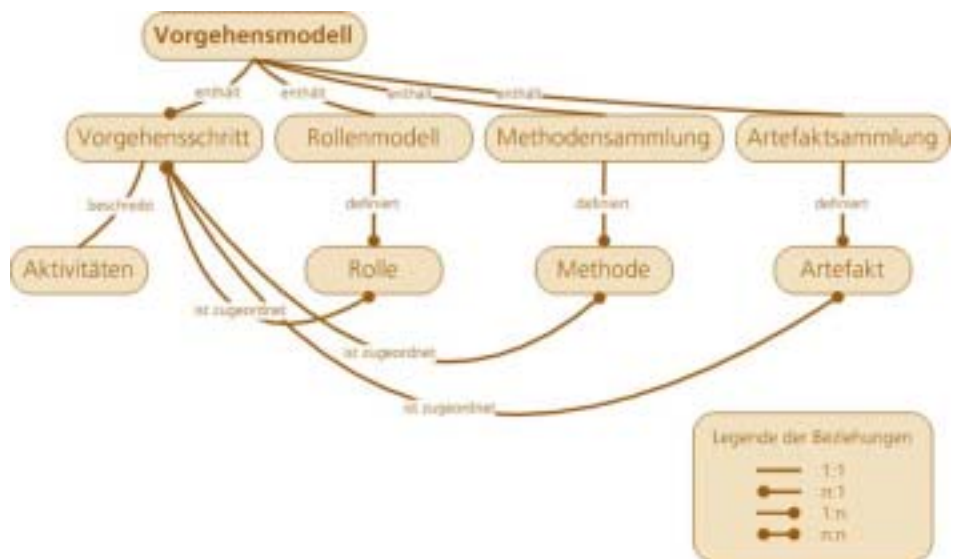 Vorgehensmodell
enthält enthält enthält enthält
Vorgehensschritt Rollenmodell Methodensammlung Artefaktsammlung
beschreibt definiert definiert definiert
Aktivitäten Rolle Methode Artefakt
ist zugeordnet
ist zugeordnet
ist zugeordnet
Legende der Beziehungen
1:1
n:1
1:n
n:n